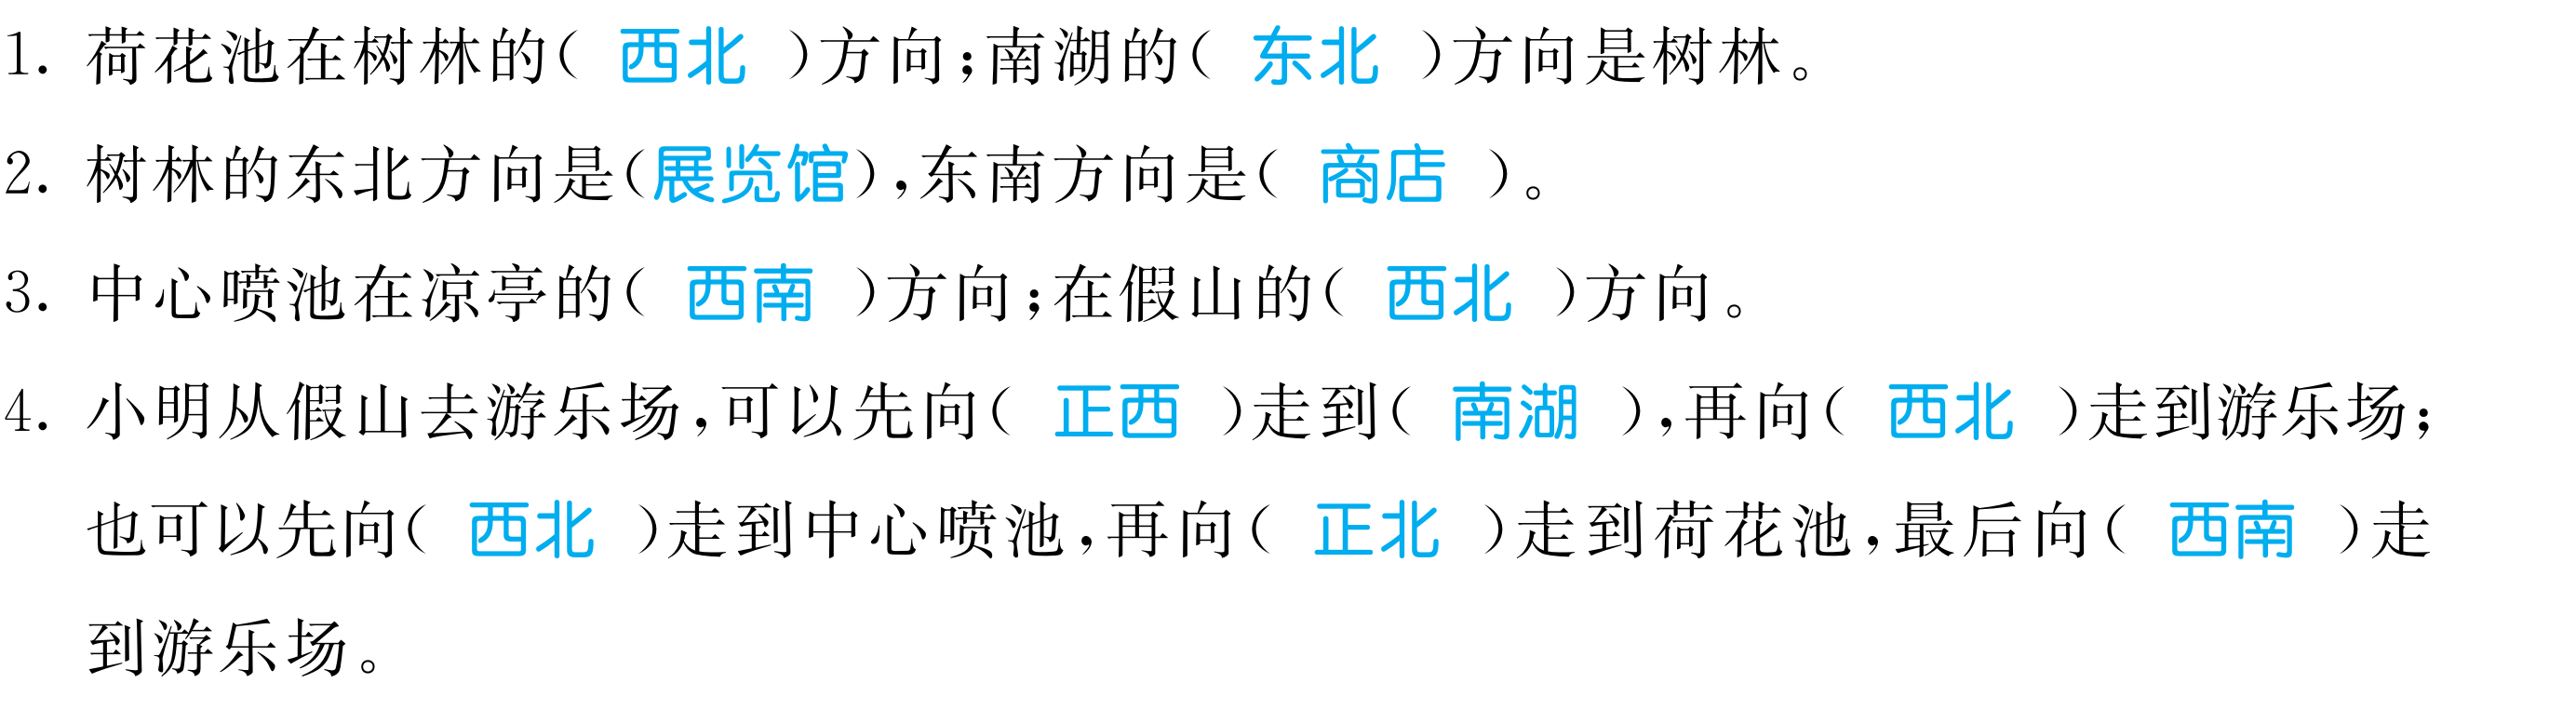 1. 荷花池在树林的( 西北 )方向;南湖的( 东北 )方向是树林。
2. 树林的东北方向是(展览馆),东南方向是( 商店 )。
3. 中心喷池在凉亭的( 西南 )方向;在假山的( 西北 )方向。
4. 小明从假山去游乐场,可以先向( 正西 )走到( 南湖 ),再向( 西北 )走到游乐场;
也可以先向( 西北 )走到中心喷池,再向( 正北 )走到荷花池,最后向( 西南 )走
到游乐场。